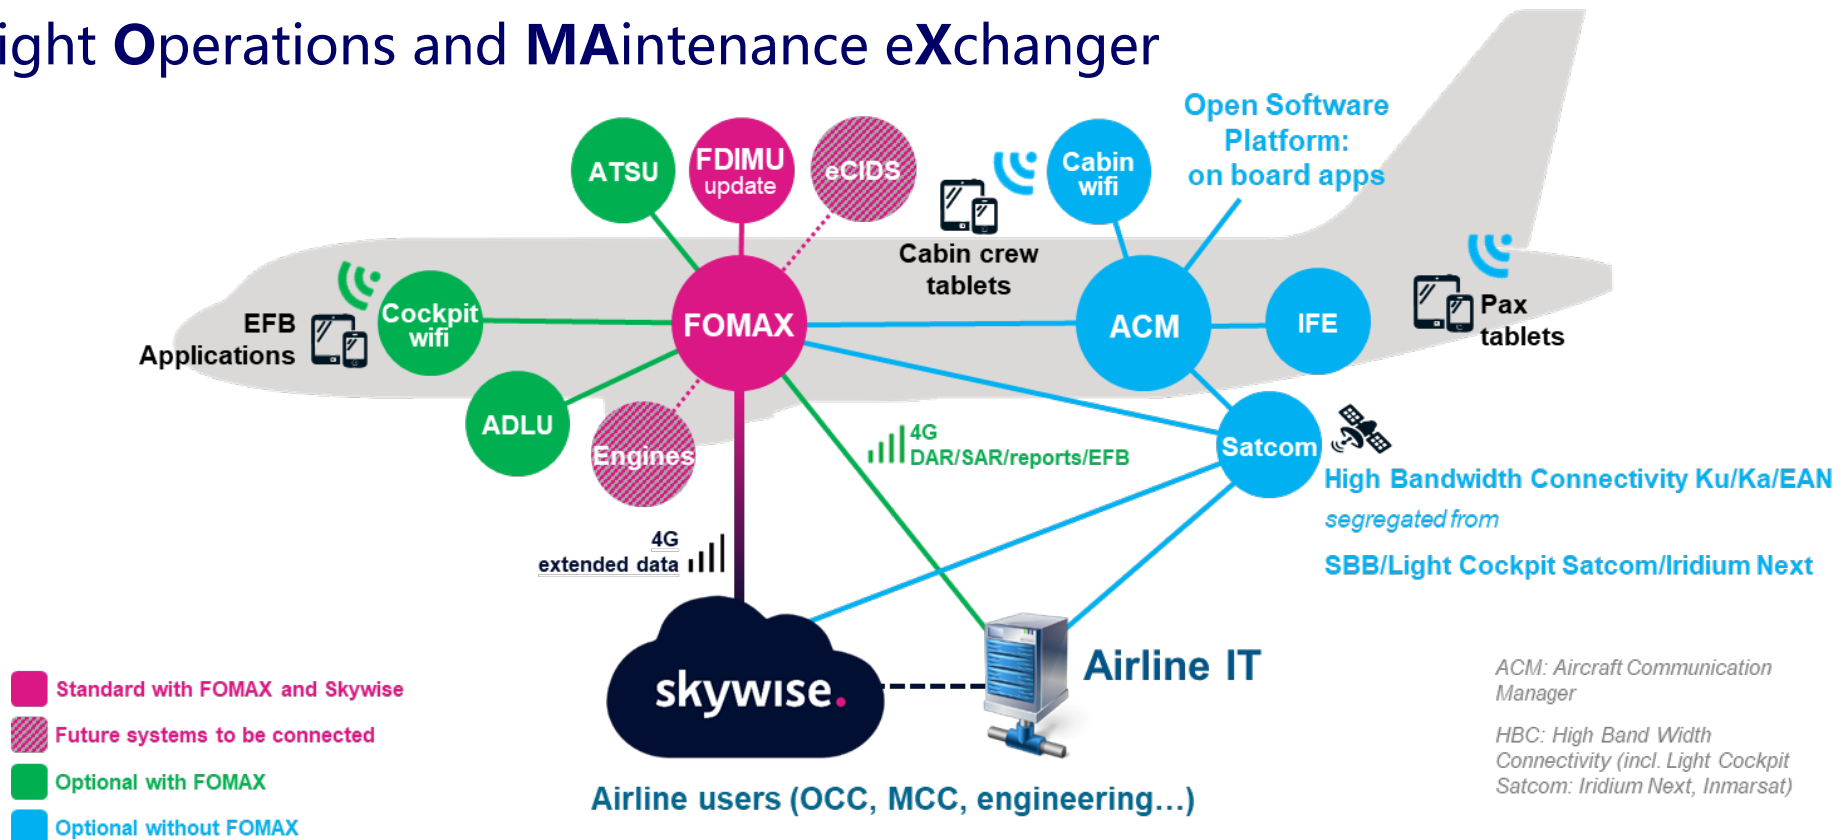 ight Operations and MAintenance eXchanger
Open Software
Platform:
on board apps
ATSU
FDIMU
update
eCIDS
Cabin
wifi
Cabin crew
tablets
EFB
Applications
Cockpit
wifi
FOMAX
ACM
IFE
Pax
tablets
ADLU
Engines
4G
DAR/SAR/reports/EFB
Satcom
High Bandwidth Connectivity Ku/Ka/EAN
segregated from
SBB/Light Cockpit Satcom/Iridium Next
4G
extended data
skywise.
Airline IT
Airline users (OCC, MCC, engineering...)
Standard with FOMAX and Skywise
Future systems to be connected
Optional with FOMAX
Optional without FOMAX
ACM: Aircraft Communication
Manager
HBC: High Band Width
Connectivity (incl. Light Cockpit
Satcom: Iridium Next, Inmarsat)